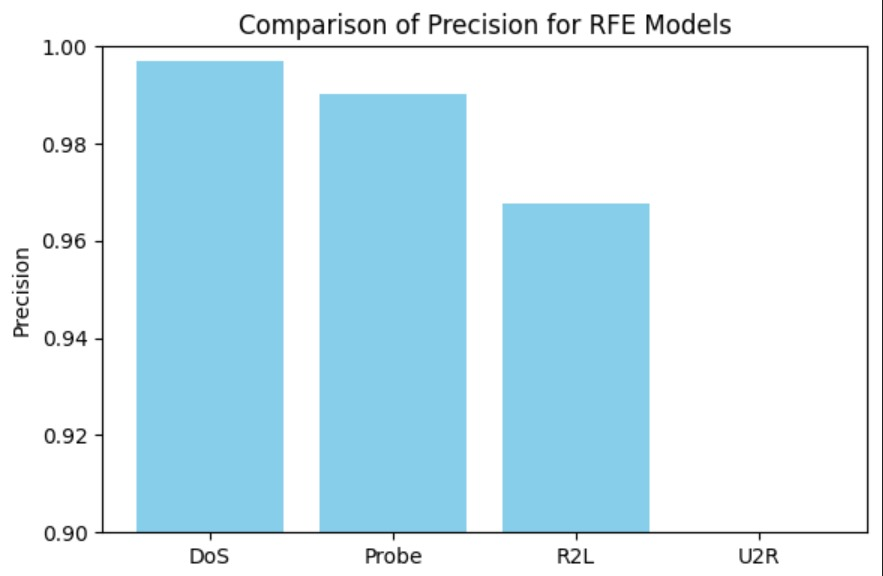 Comparison of Precision for RFE Models
1.00
0.98
0.96
0.94
0.92
0.90
Precision
DoS
Probe
R2L
U2R